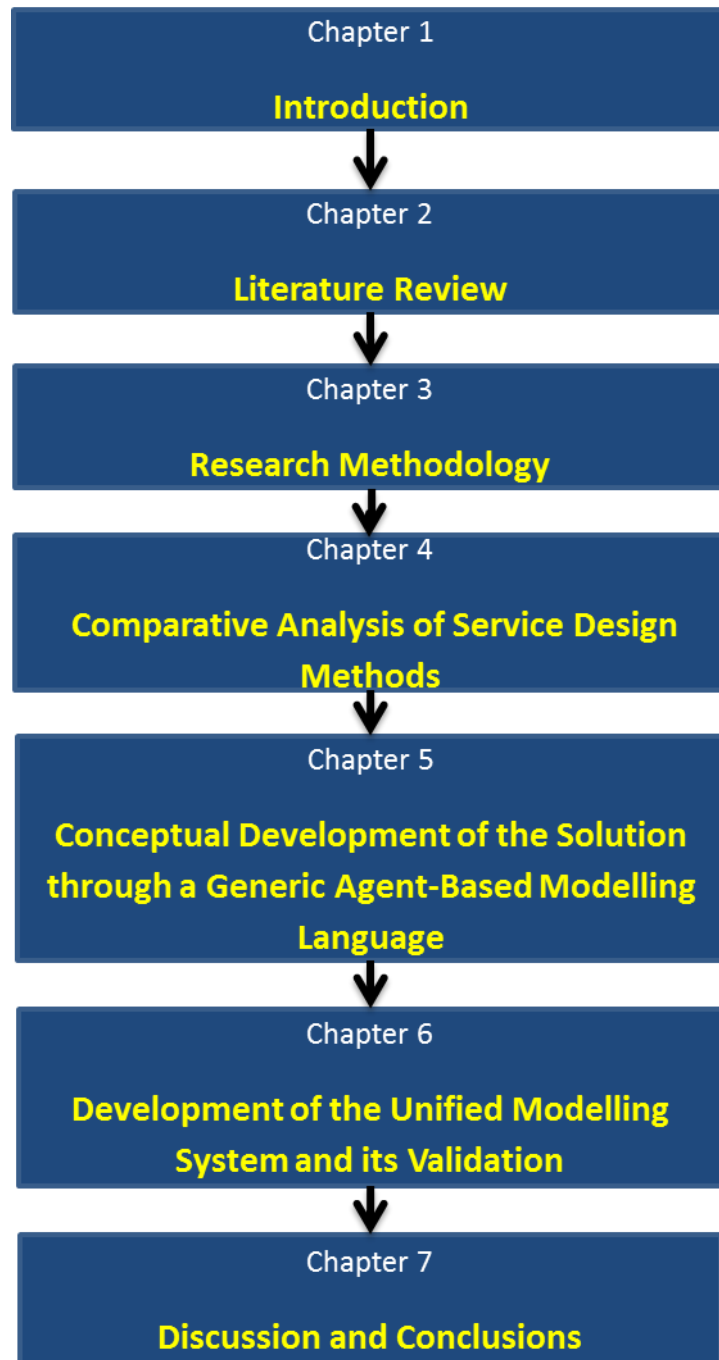 Chapter 1
Introduction
Chapter 2
Literature Review
Chapter 3
Research Methodology
Chapter 4
Comparative Analysis of Service Design
Methods
Chapter 5
Conceptual Development of the Solution
through a Generic Agent-Based Modelling
Language
Chapter 6
Development of the Unified Modelling
System and its Validation
Chapter 7
Discussion and Conclusions